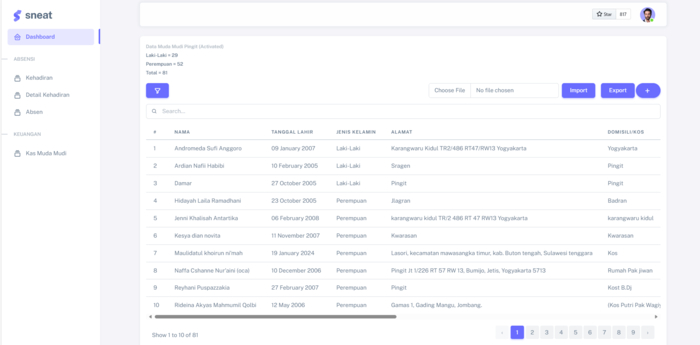 sneat
Star 817
Dashboard
ABSENSI
Kehadiran
Detail Kehadiran
Absen
KEUANGAN
Kas Muda Mudi
Data Muda Mudi Pingit (Activated)
Laki-Laki = 29
Perempuan = 52
Total = 81
Choose File No file chosen Import Export +
Search...
# NAMA TANGGAL LAHIR JENIS KELAMIN ALAMAT DOMISILI/KOS
1 Andromeda Sufi Anggoro 09 January 2007 Laki-Laki Karangwaru Kidul TR2/486 RT47/RW13 Yogyakarta Yogyakarta
2 Ardian Nafi Habibi 10 February 2005 Laki-Laki Sragen Pingit
3 Damar 27 October 2005 Laki-Laki Pingit Pingit
4 Hidayah Laila Ramadhani 23 October 2005 Perempuan Jlagran Badran
5 Jenni Khalisah Antartika 06 February 2008 Perempuan karangwaru kidul TR/2 486 RT 47 RW13 Yogyakarta karangwaru kidul
6 Kesya dian novita 11 November 2007 Perempuan Kwarasan Kwarasan
7 Maulidatul khoirun ni'mah 19 January 2024 Perempuan Lasori, kecamatan mawasangka timur, kab. Buton tengah, Sulawesi tenggara Kos
8 Naffy Cshanne Nur'aini (oca) 10 December 2006 Perempuan Pingit Jt 1/226 RT 57 RW 13, Bumijo, Jetis, Yogyakarta 5713 Rumah Pak jiwan
9 Reyhani Puspazzakia 27 February 2007 Perempuan Pingit Kost B.Dj
10 Rideina Akyas Mahmumil Qolbi 12 May 2006 Perempuan Gamas 1, Gading Mangu, Jombang, (Kos Putri Pak Wagi
Show 1 to 10 of 81
‹ 1 2 3 4 5 6 7 8 9 ›